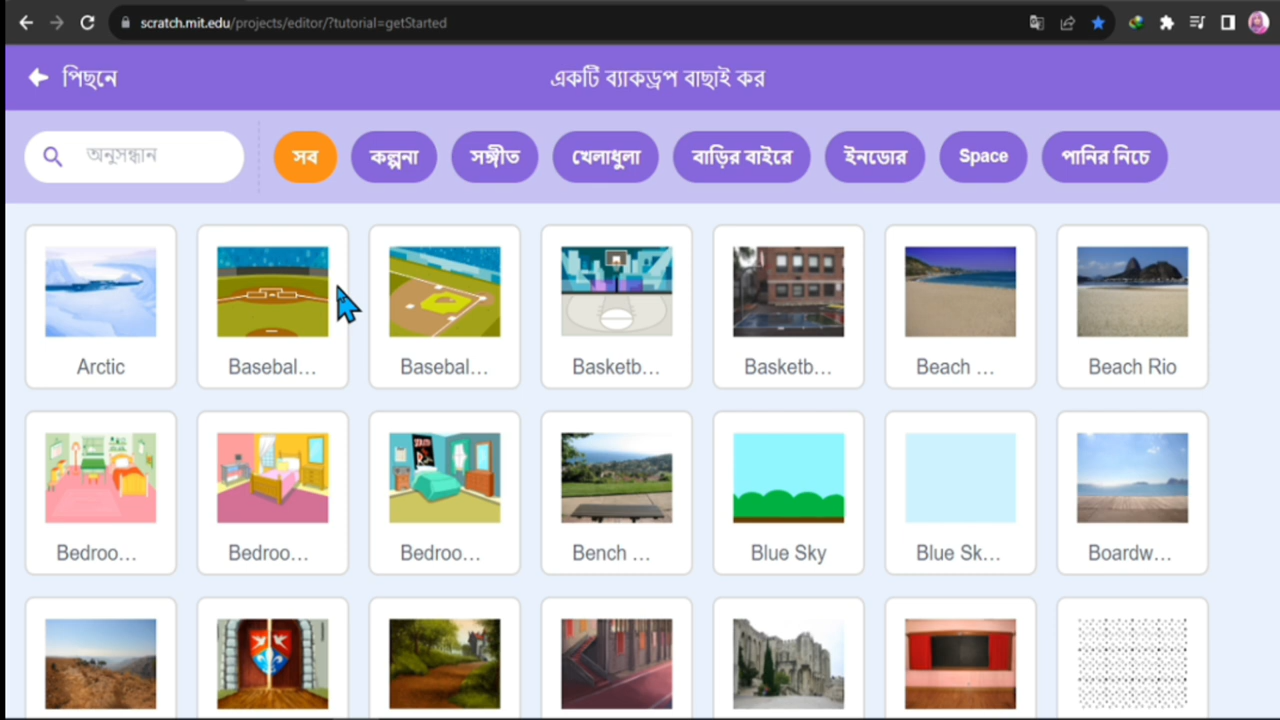 scratch.mit.edu/projects/editor/?tutorial=getStarted
পিছনে
একটি ব্যাকড্রপ বাছাই কর
অনুসন্ধান
সব কল্পনা সঙ্গীত খেলাধুলা বাড়ির বাইরে ইনডোর Space পানির নিচে
Arctic Basebal... Basebal... Basketb... Basketb... Beach ... Beach Rio
Bedroo... Bedroo... Bedroo... Bench ... Blue Sky Blue Sk... Boardw...